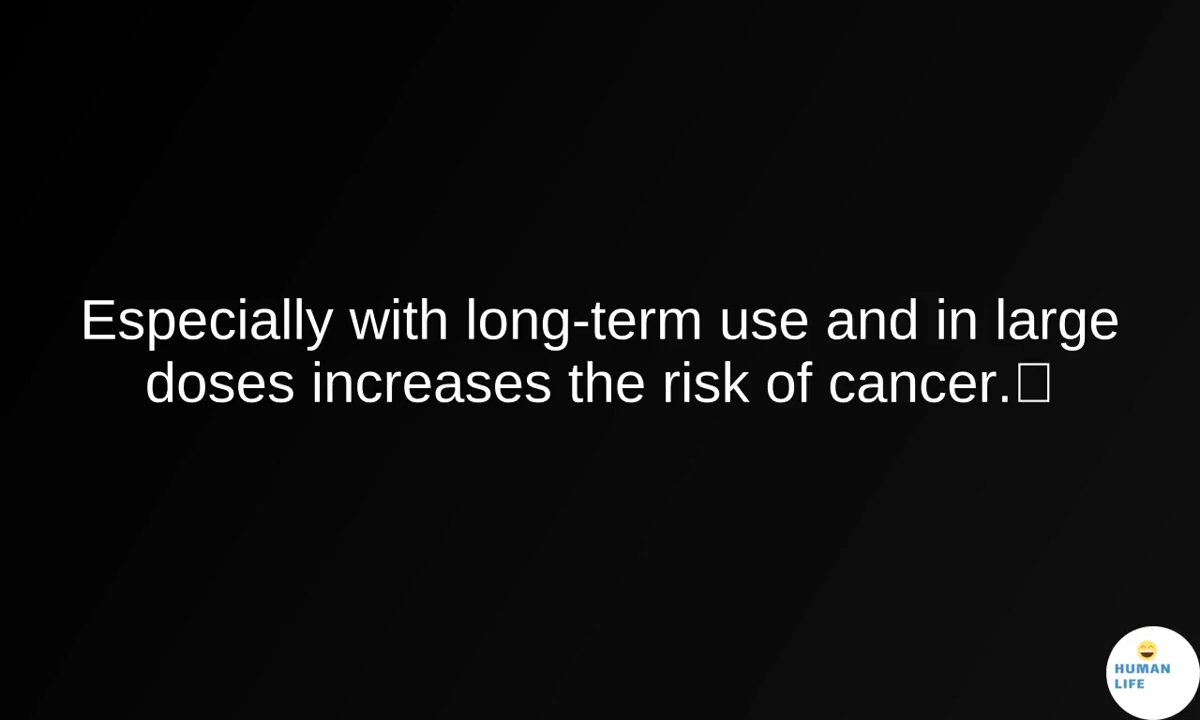 Especially with long-term use and in large
doses increases the risk of cancer.
HUMAN
LIFE